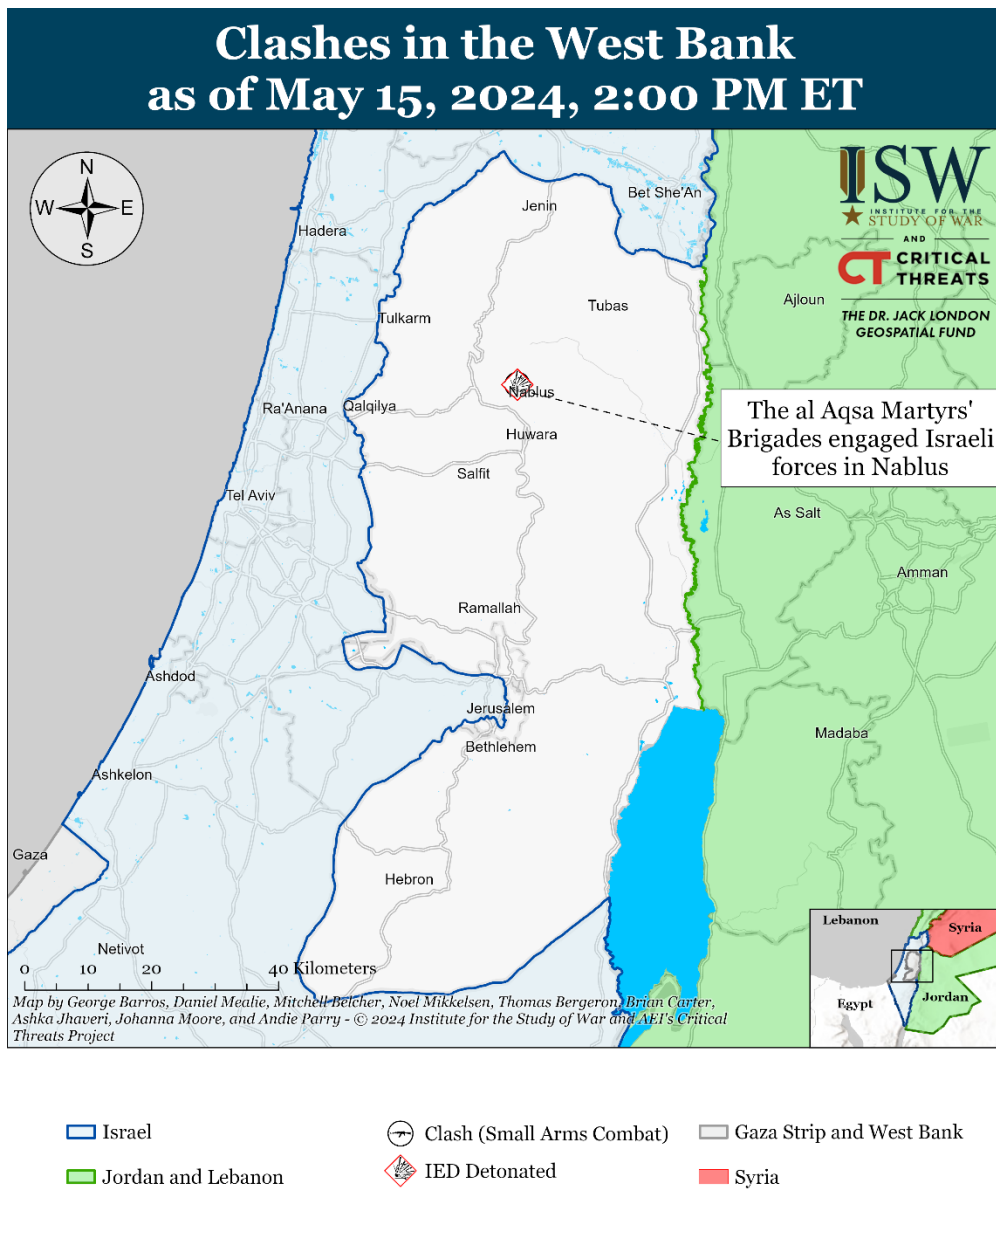 Clashes in the West Bank
as of May 15, 2024, 2:00 PM ET
N
W
E
S
ISW
INSTITUTE FOR THE
STUDY OF WAR
AND
CT CRITICAL
THREATS
THE DR. JACK LONDON
GEOSPATIAL FUND
Bet She'An
Jenin
Hadera
Ajloun
Tubas
Tulkarm
Nablus
Ra'Anana
Qalqilya
The al Aqsa Martyrs'
Brigades engaged Israeli
forces in Nablus
Huwara
Salfit
Tel Aviv
As Salt
Amman
Ramallah
Ashdod
Jerusalem
Madaba
Bethlehem
Ashkelon
Gaza
Hebron
Netivot
Lebanon
Syria
Jordan
Egypt
0 10 20 40 Kilometers
Map by George Barros, Daniel Mealie, Mitchell Belcher, Noel Mikkelsen, Thomas Bergeron, Brian Carter,
Ashka Jhaveri, Johanna Moore, and Andie Parry - © 2024 Institute for the Study of War and AEI's Critical
Threats Project
Israel
Clash (Small Arms Combat)
Gaza Strip and West Bank
Jordan and Lebanon
IED Detonated
Syria